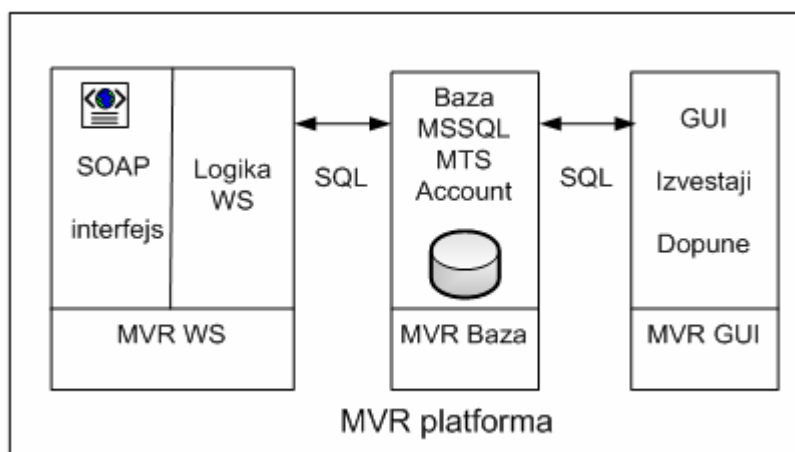 SOAP
interfejs
Logika
WS
MVR WS
SQL
Baza
MSSQL
MTS
Account
MVR Baza
SQL
GUI
Izvestaji
Dopune
MVR GUI
MVR platforma